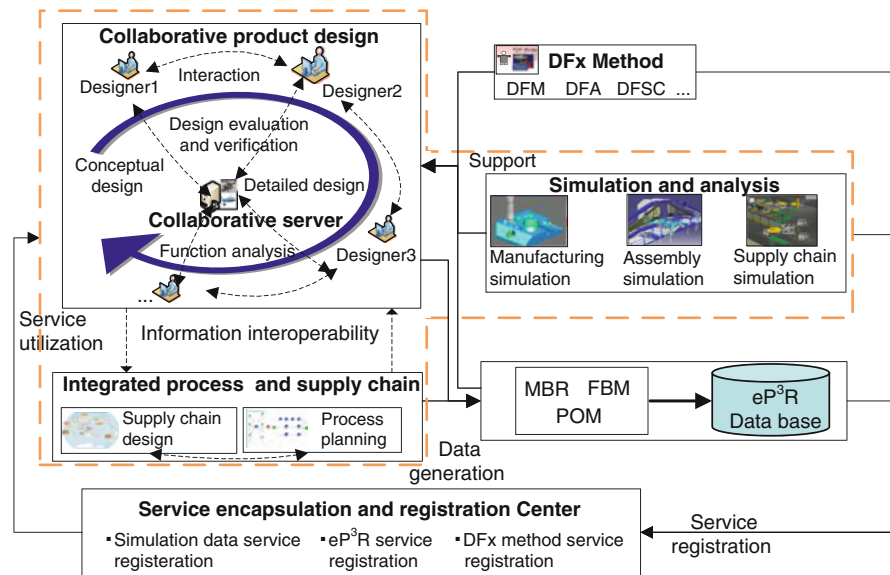 Collaborative product design
Designer1
Interaction
Designer2
Design evaluation
and verification
Conceptual
design
Detailed design
Collaborative server
Function analysis
Designer3
...
DFx Method
DFM DFA DFSC ...
Support
Simulation and analysis
Manufacturing
simulation
Assembly
simulation
Supply chain
simulation
Service
utilization
Information interoperability
Integrated process and supply chain
Supply chain
design
Process
planning
MBR FBM
POM
eP³R
Data base
Data
generation
Service encapsulation and registration Center
▪Simulation data service
registeration
▪eP³R service
registration
▪DFx method service
registration
Service
registration